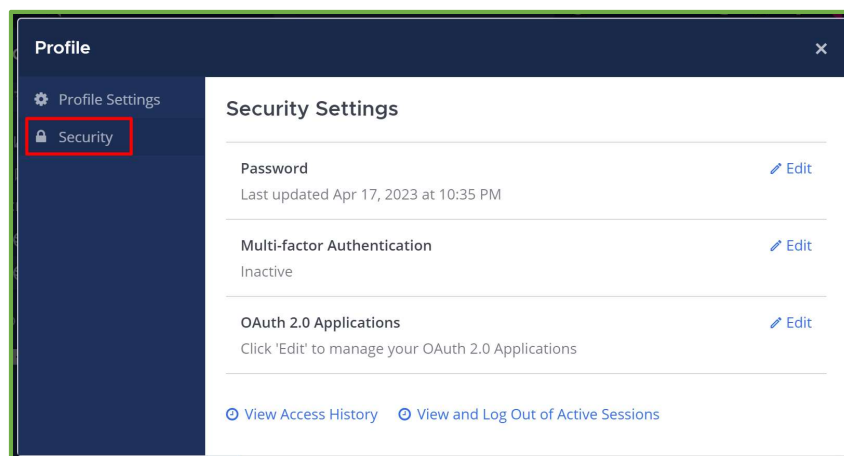 Profile
Profile Settings
Security
Security Settings
Password
Edit
Last updated Apr 17, 2023 at 10:35 PM
Multi-factor Authentication
Edit
Inactive
OAuth 2.0 Applications
Edit
Click 'Edit' to manage your OAuth 2.0 Applications
View Access History
View and Log Out of Active Sessions